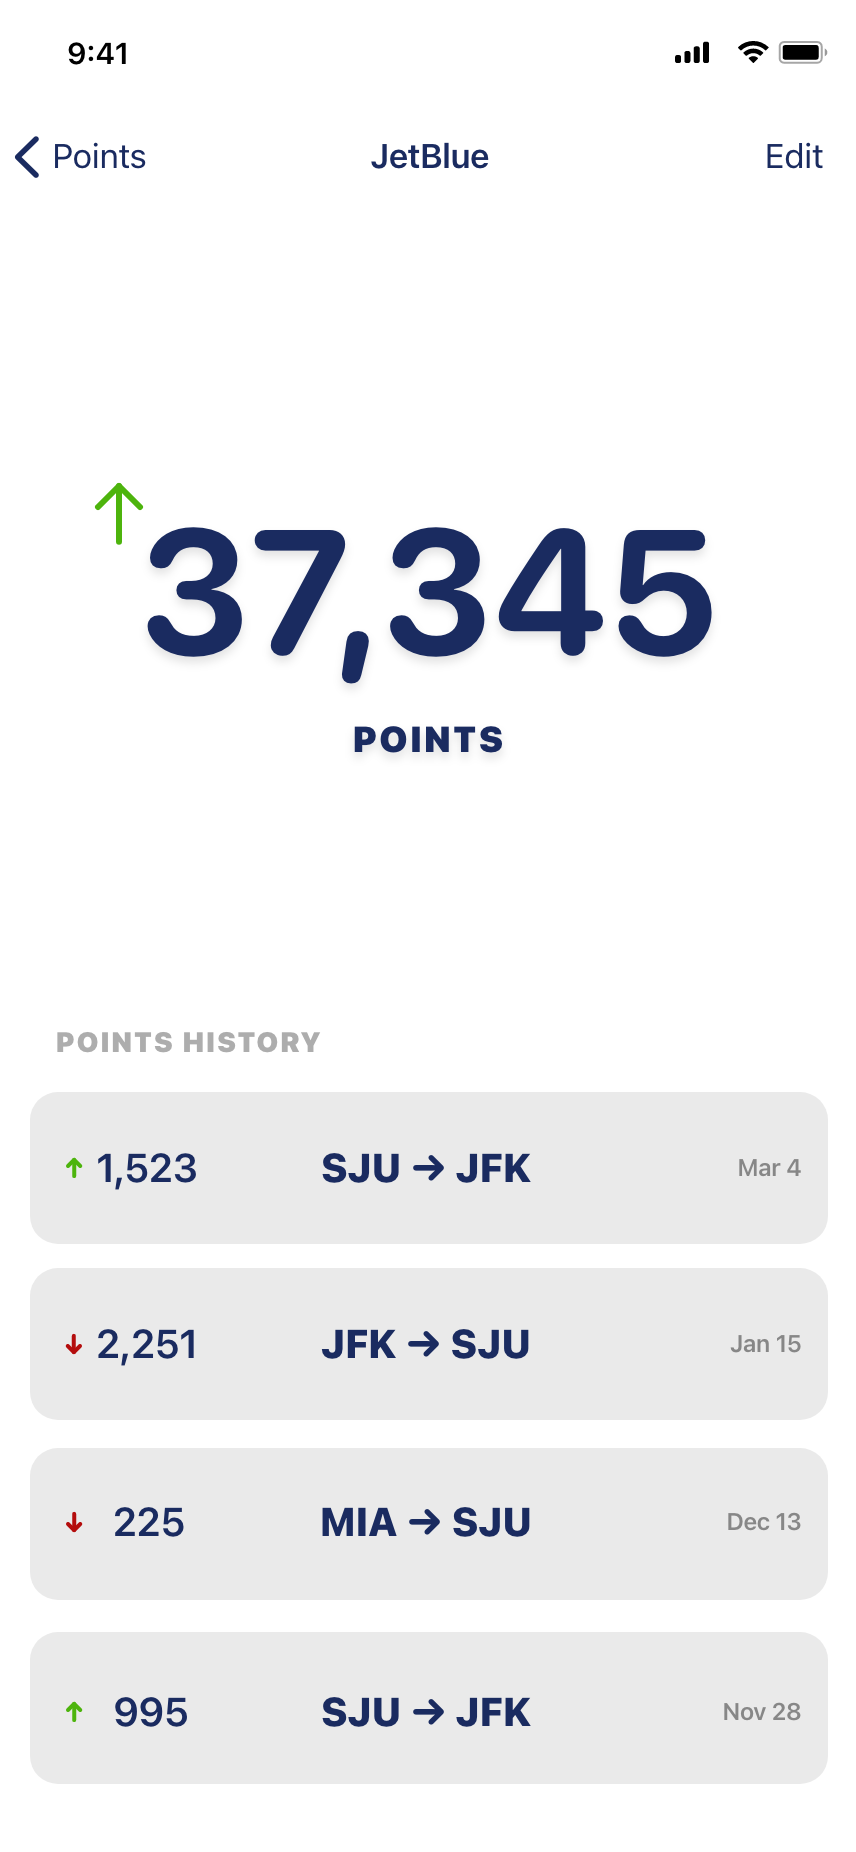 9:41
Points JetBlue Edit
37,345
POINTS
POINTS HISTORY
1,523 SJU → JFK Mar 4
2,251 JFK → SJU Jan 15
225 MIA → SJU Dec 13
995 SJU → JFK Nov 28